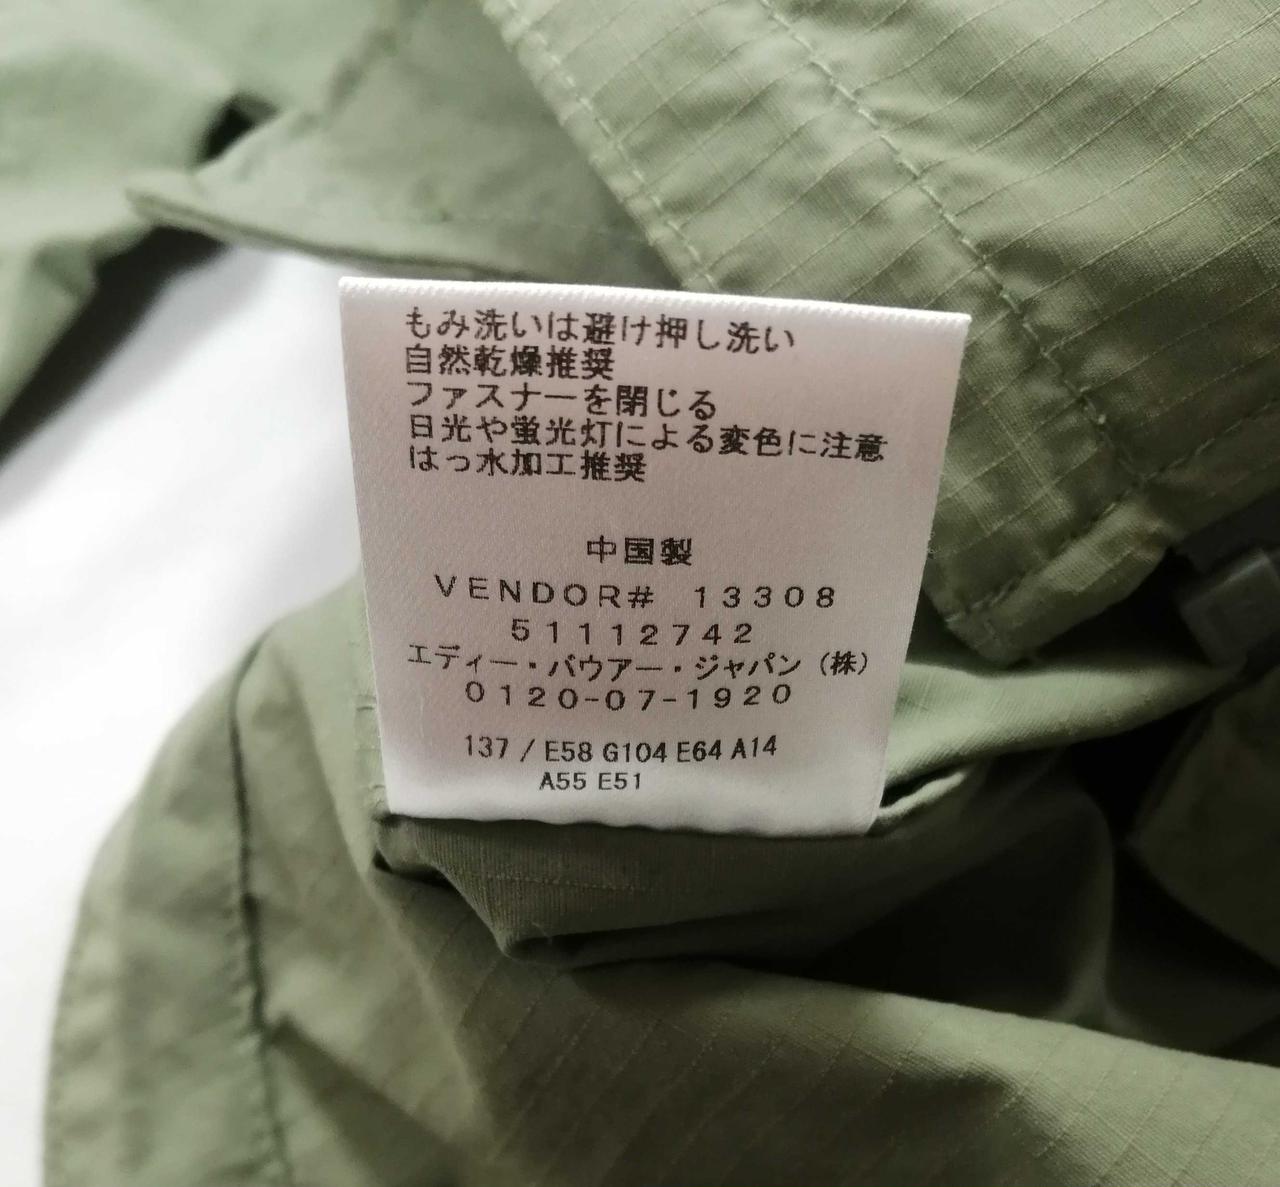 もみ洗いは避け押し洗い
自然乾燥推奨
ファスナーを閉じる
日光や蛍光灯による変色に注意
はっ水加工推奨
中国製
VENDOR# 13308
51112742
エディー・バウアー・ジャパン（株）
0120-07-1920
137 / E58 G104 E64 A14
A55 E51